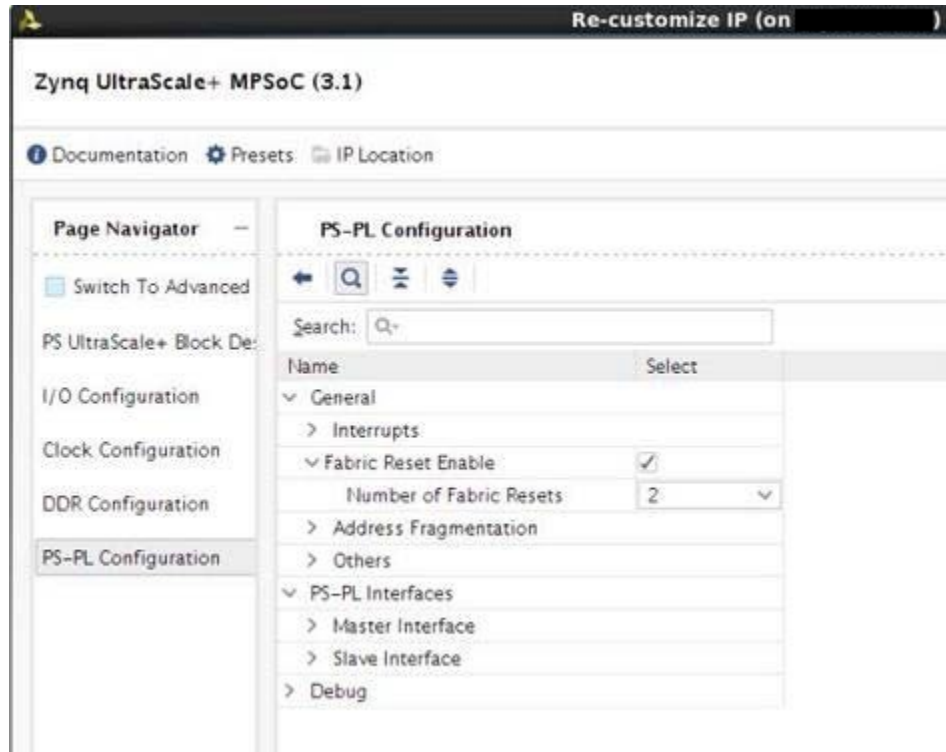 Re-customize IP (on )
Zynq UltraScale+ MPSoC (3.1)
Documentation Presets IP Location
Page Navigator
Switch To Advanced
PS UltraScale+ Block De
I/O Configuration
Clock Configuration
DDR Configuration
PS-PL Configuration
PS-PL Configuration
Search:
Name Select
General
Interrupts
Fabric Reset Enable
Number of Fabric Resets 2
Address Fragmentation
Others
PS-PL Interfaces
Master Interface
Slave Interface
Debug